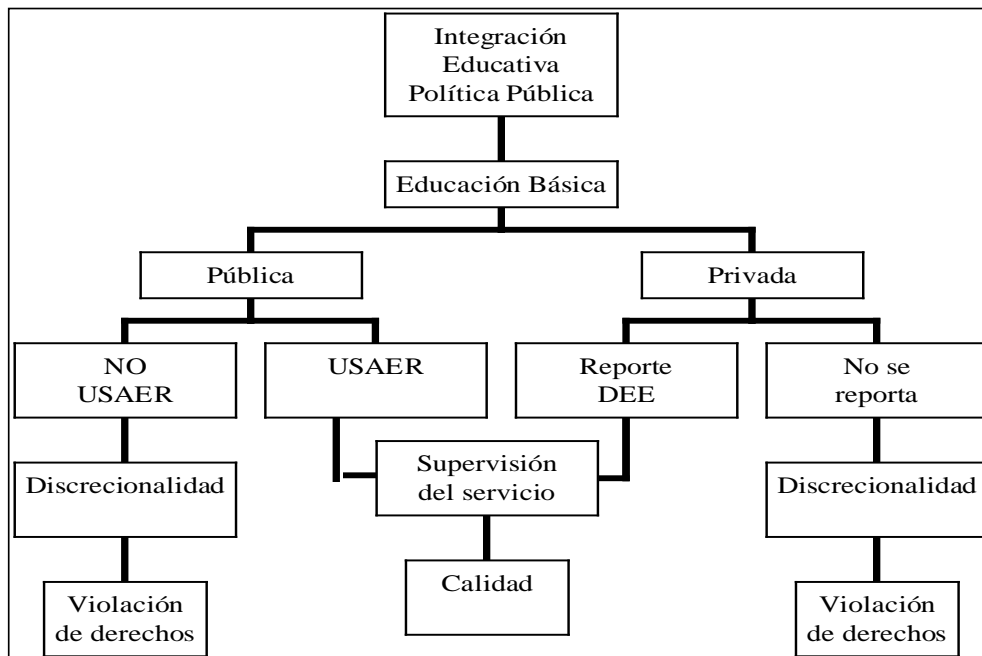 Integración
Educativa
Política Pública
Educación Básica
Pública
Privada
NO
USAER
USAER
Reporte
DEE
No se
reporta
Discrecionalidad
Supervisión
del servicio
Discrecionalidad
Violación
de derechos
Calidad
Violación
de derechos